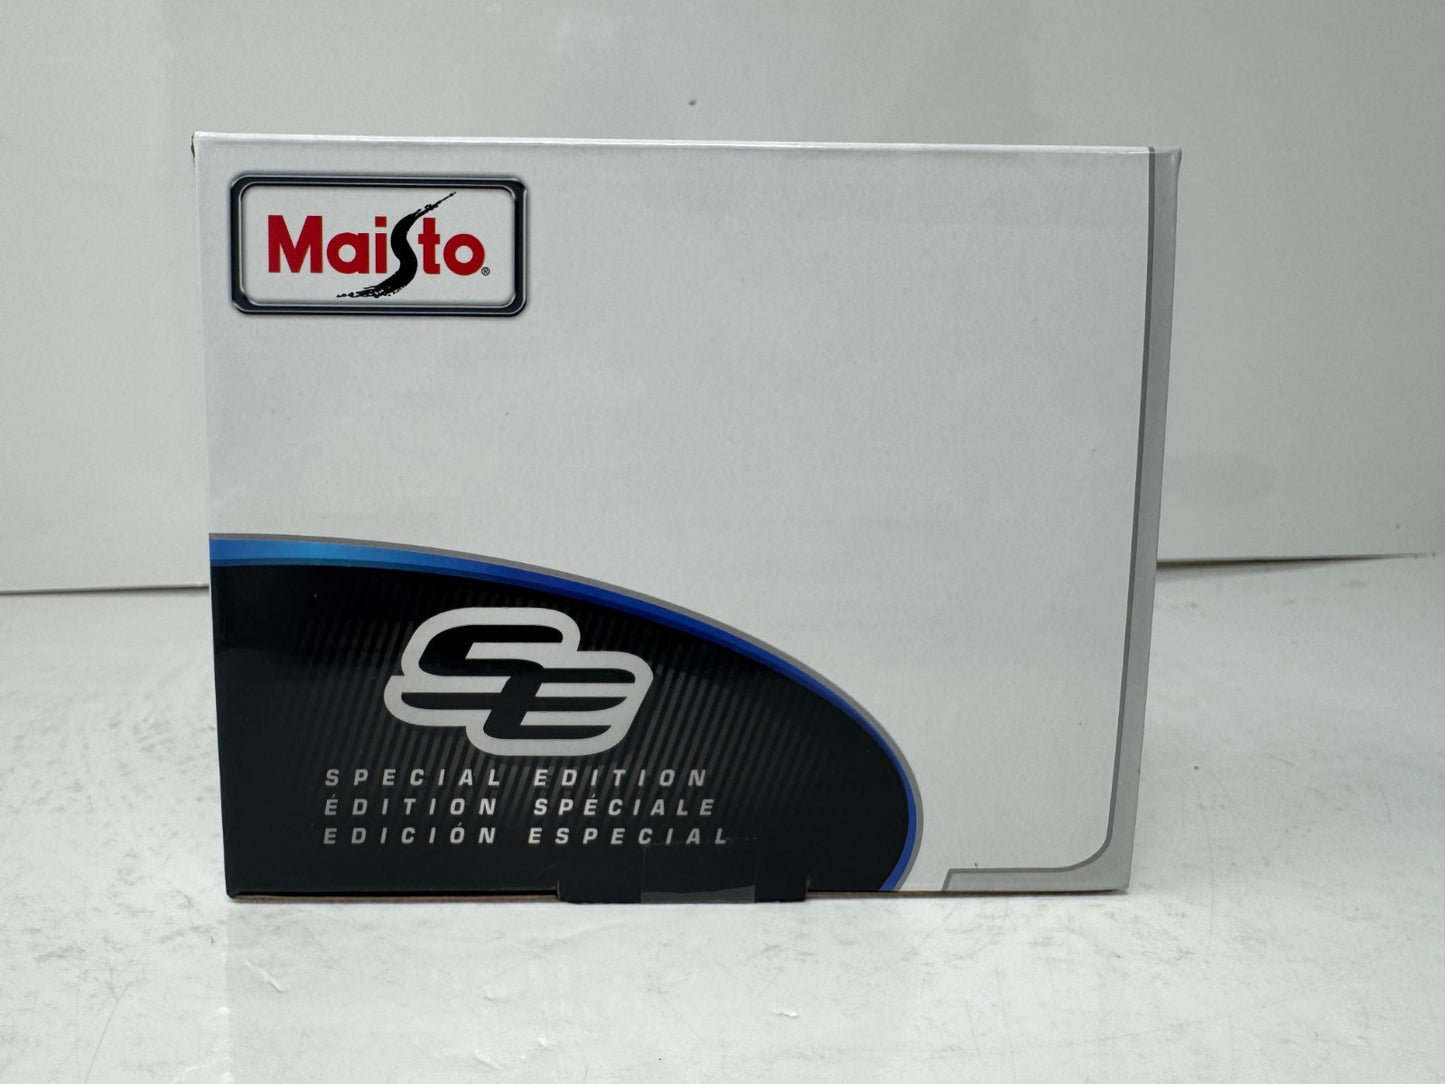 Maisto®
SE
SPECIAL EDITION
ÉDITION SPÉCIALE
EDICIÓN ESPECIAL